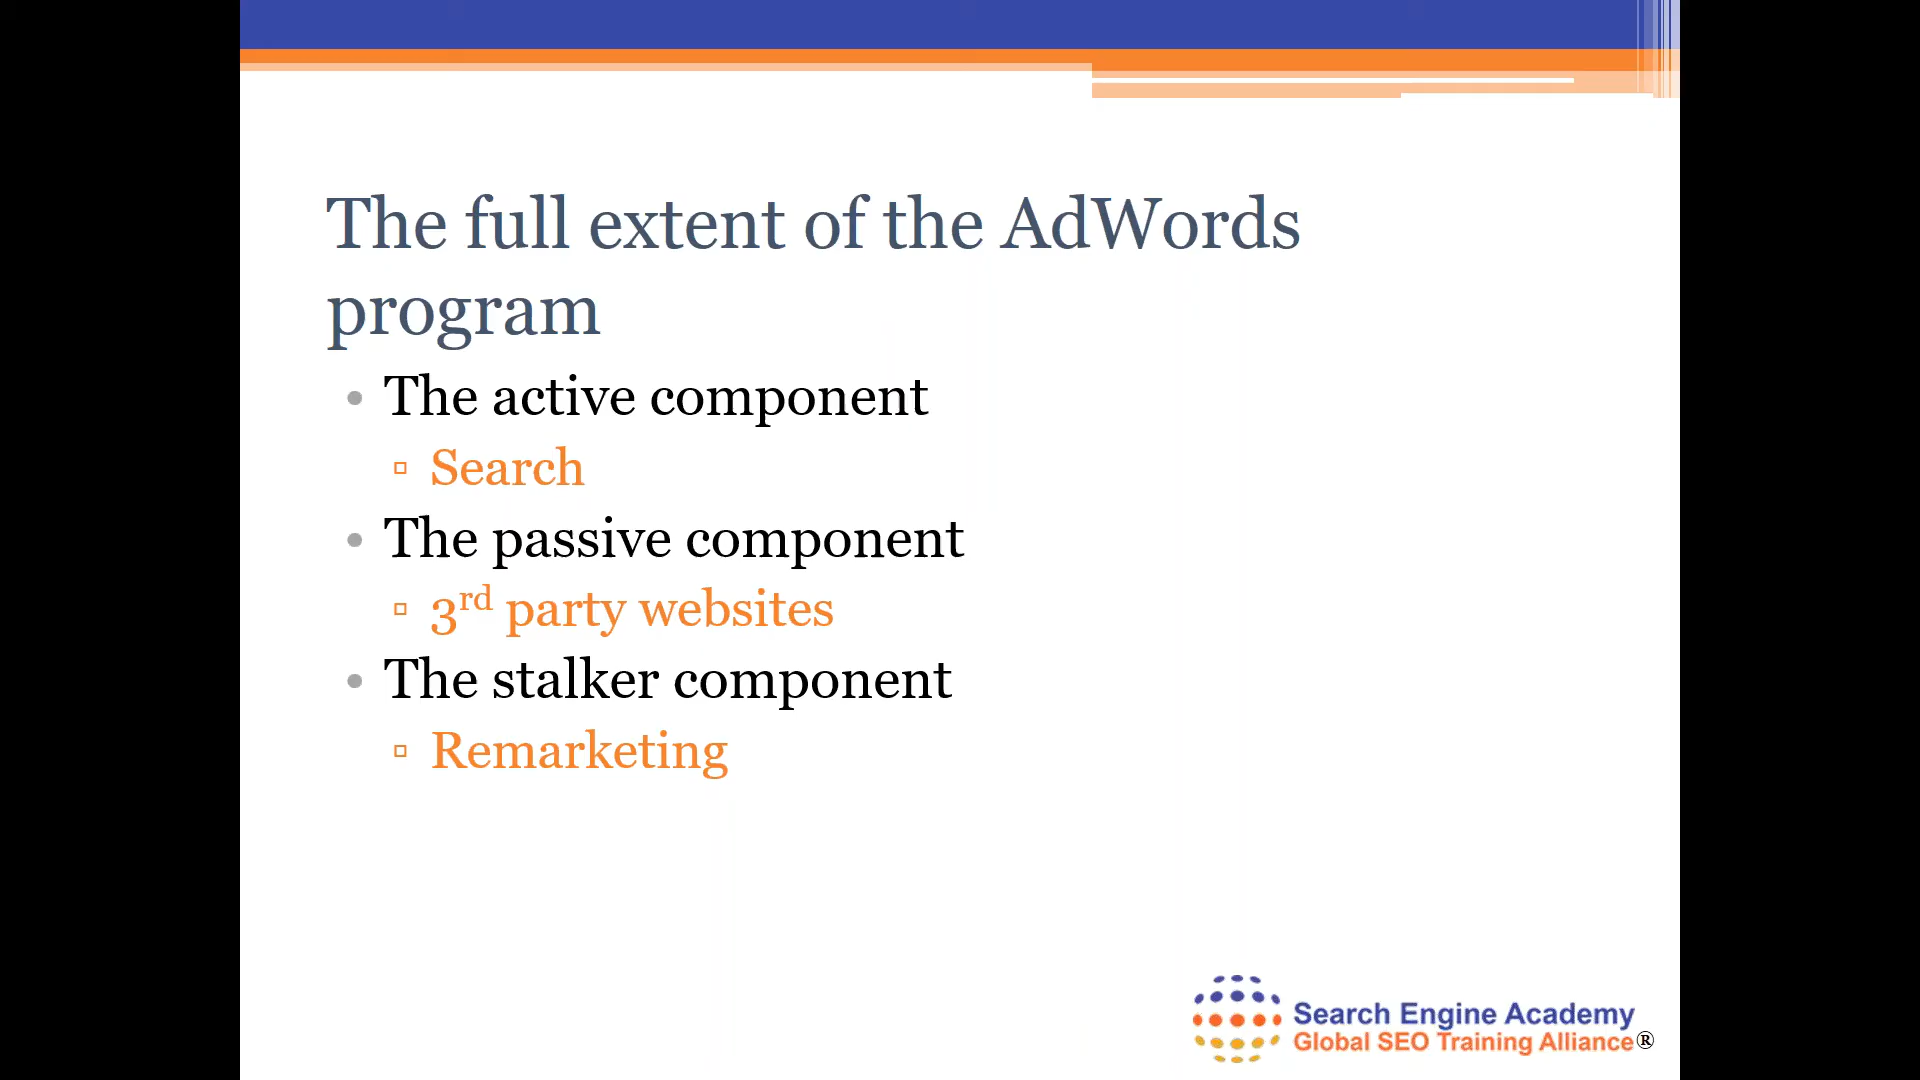 The full extent of the AdWords
program
• The active component
▫ Search
• The passive component
▫ 3rd party websites
• The stalker component
▫ Remarketing
Search Engine Academy
Global SEO Training Alliance®